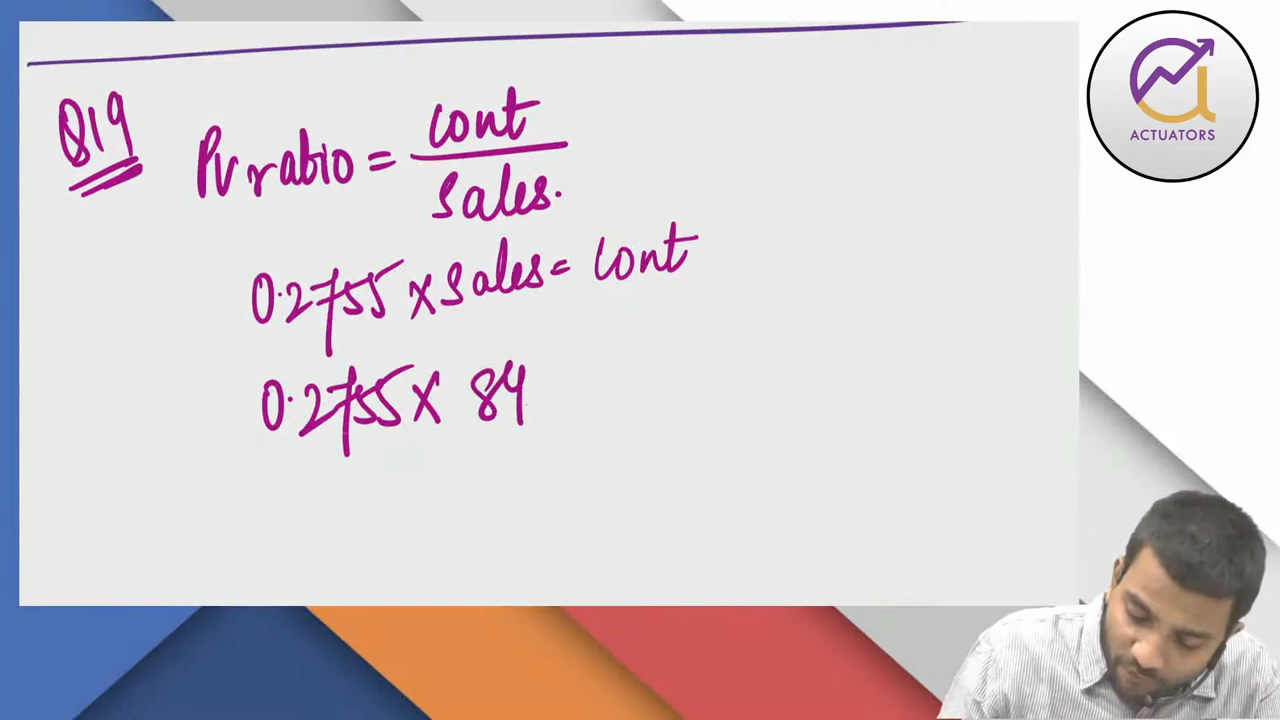 Q19
PV ratio = cont / Sales.
0.2755 x Sales = cont
0.2755 x 84
ACTUATORS